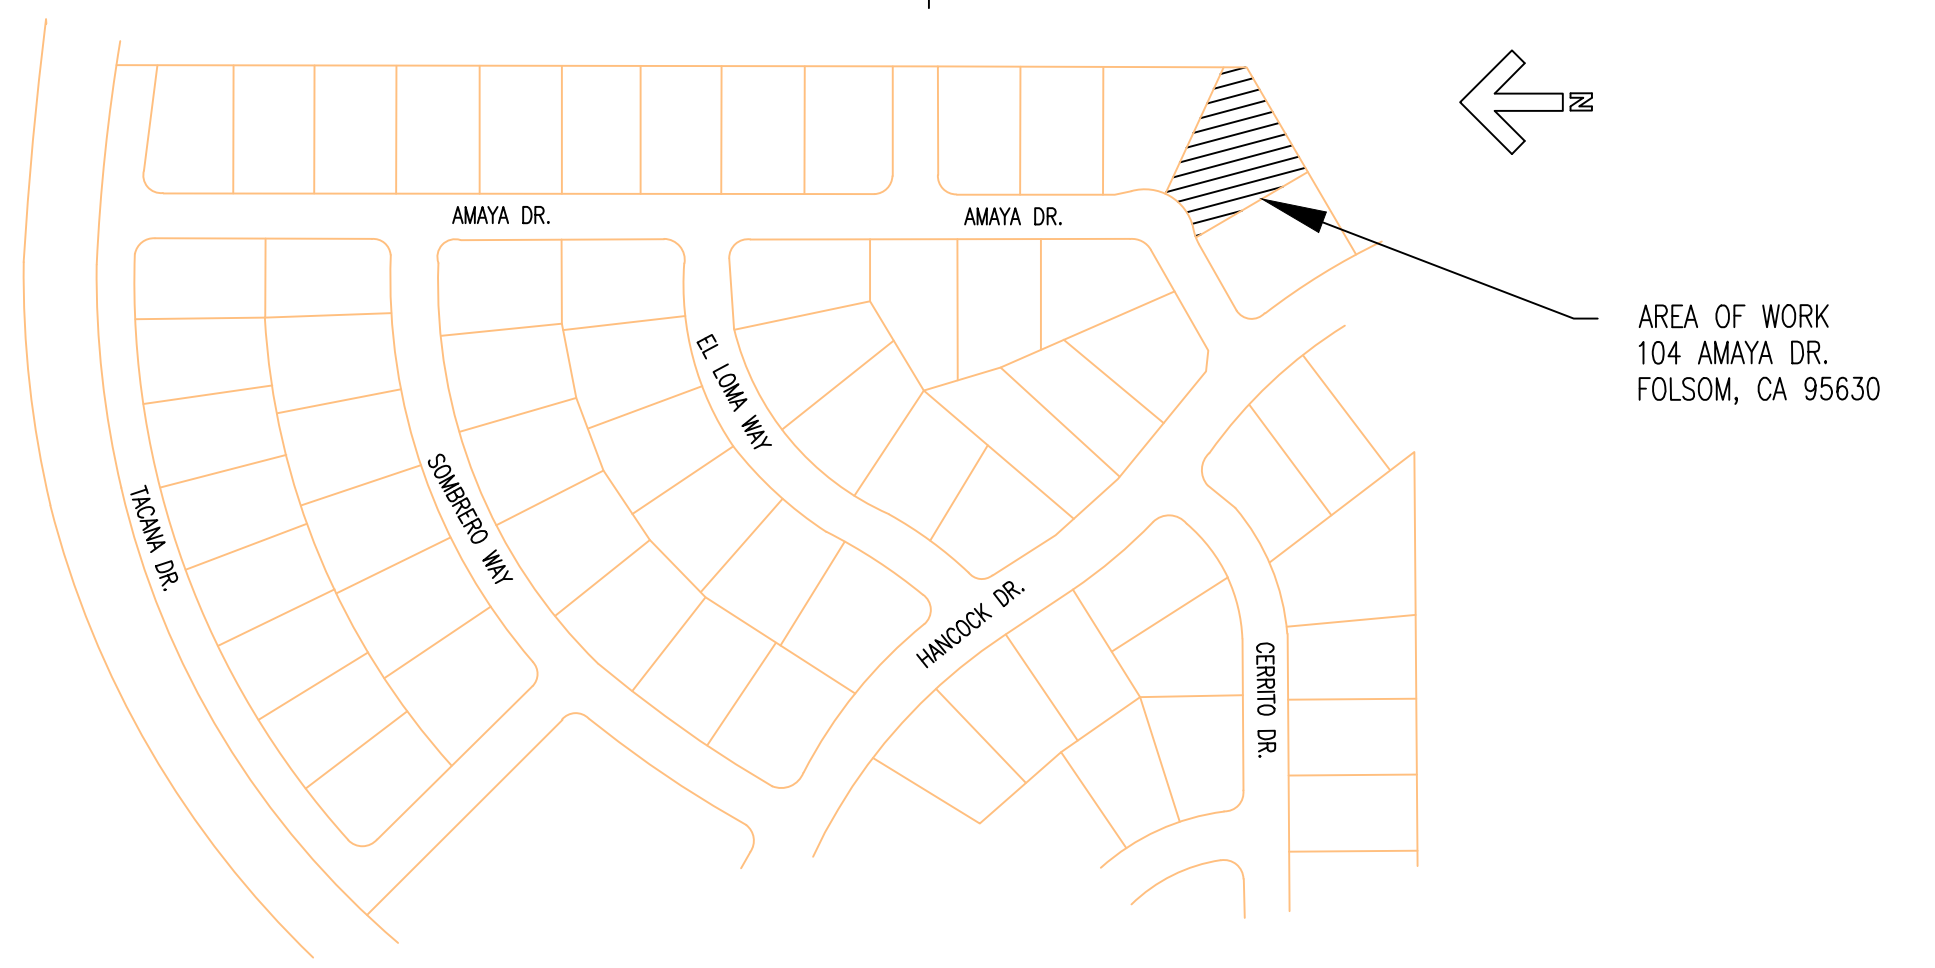 N
AMAYA DR.
AMAYA DR.
AREA OF WORK
104 AMAYA DR.
FOLSOM, CA 95630
EL LOMA WAY
SOMBRERO WAY
TACANA DR.
HANCOCK DR.
CERRITO DR.